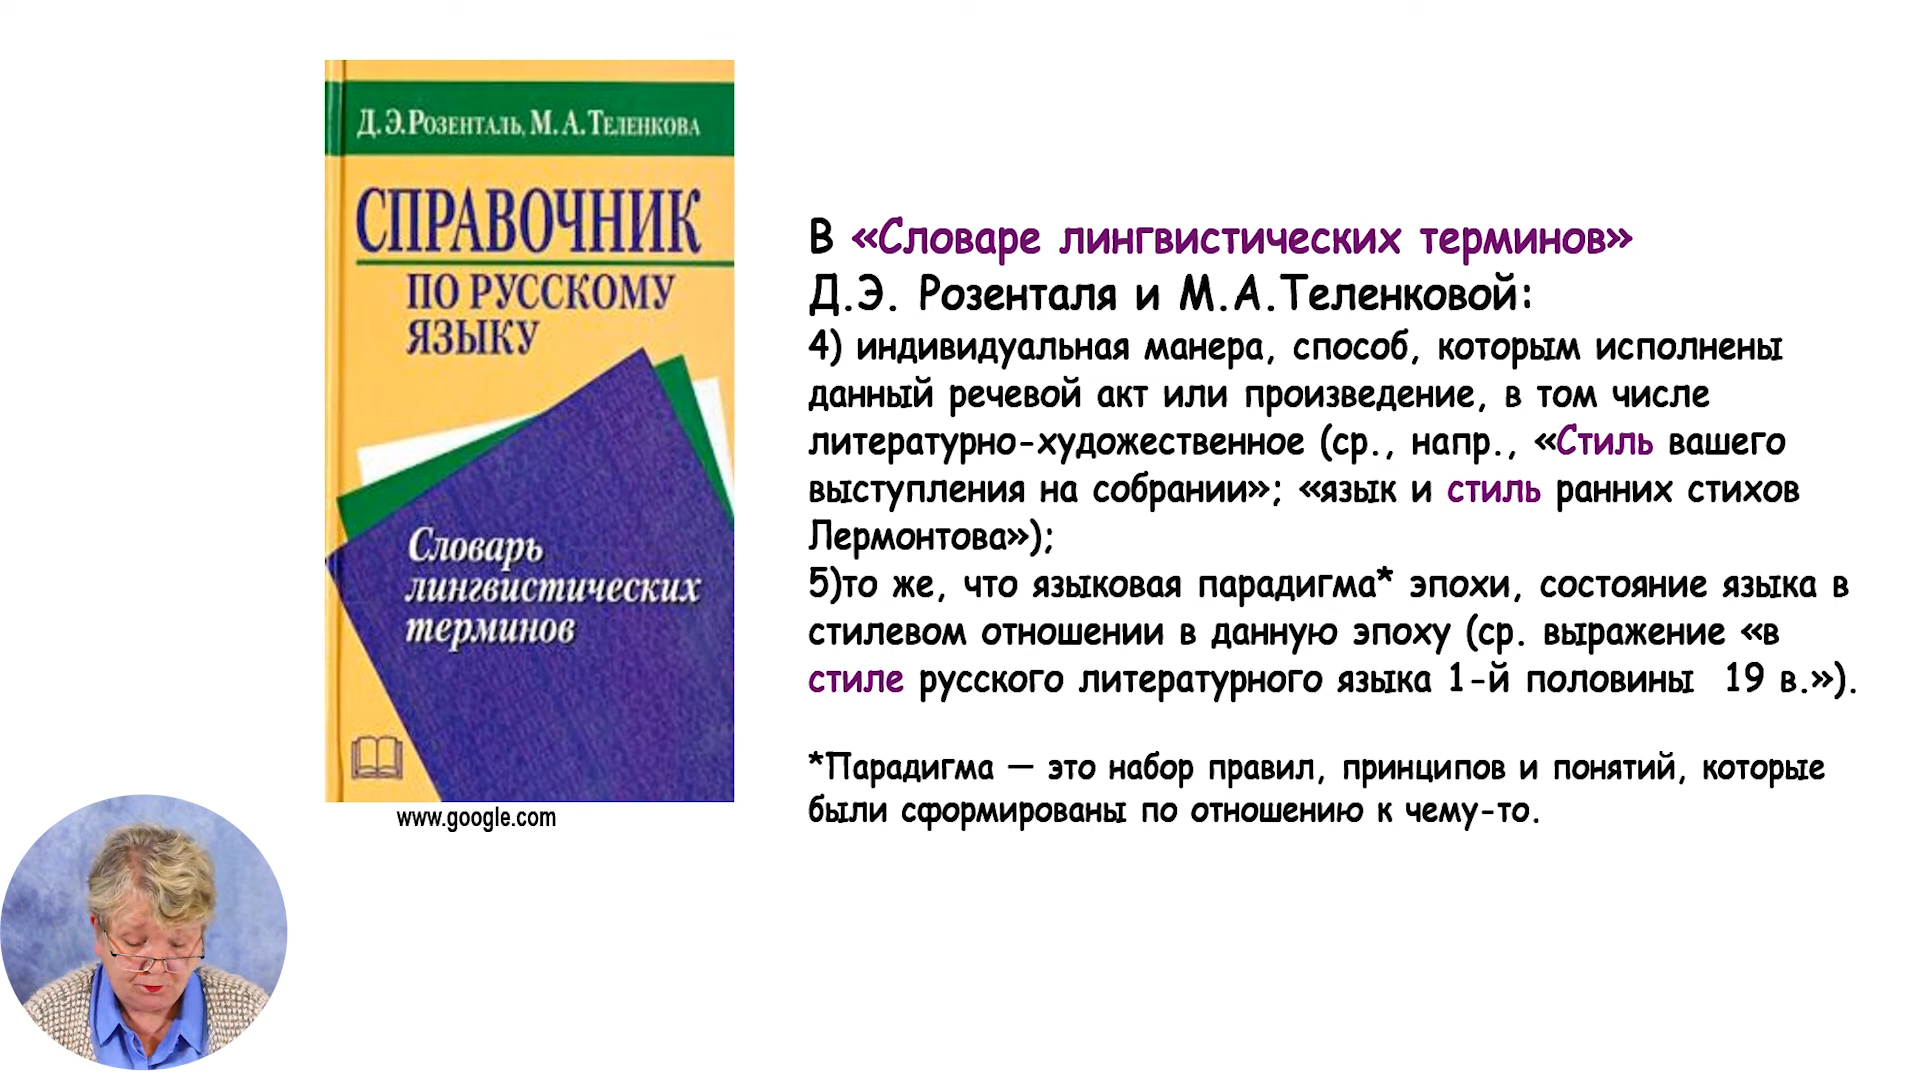 Д.Э.Розенталь, М.А.Теленкова
СПРАВОЧНИК
ПО РУССКОМУ
ЯЗЫКУ
Словарь
лингвистических
терминов
www.google.com
В «Словаре лингвистических терминов»
Д.Э. Розенталя и М.А.Теленковой:
4) индивидуальная манера, способ, которым исполнены
данный речевой акт или произведение, в том числе
литературно-художественное (ср., напр., «Стиль вашего
выступления на собрании»; «язык и стиль ранних стихов
Лермонтова»);
5)то же, что языковая парадигма* эпохи, состояние языка в
стилевом отношении в данную эпоху (ср. выражение «в
стиле русского литературного языка 1-й половины  19 в.»).
*Парадигма — это набор правил, принципов и понятий, которые
были сформированы по отношению к чему-то.